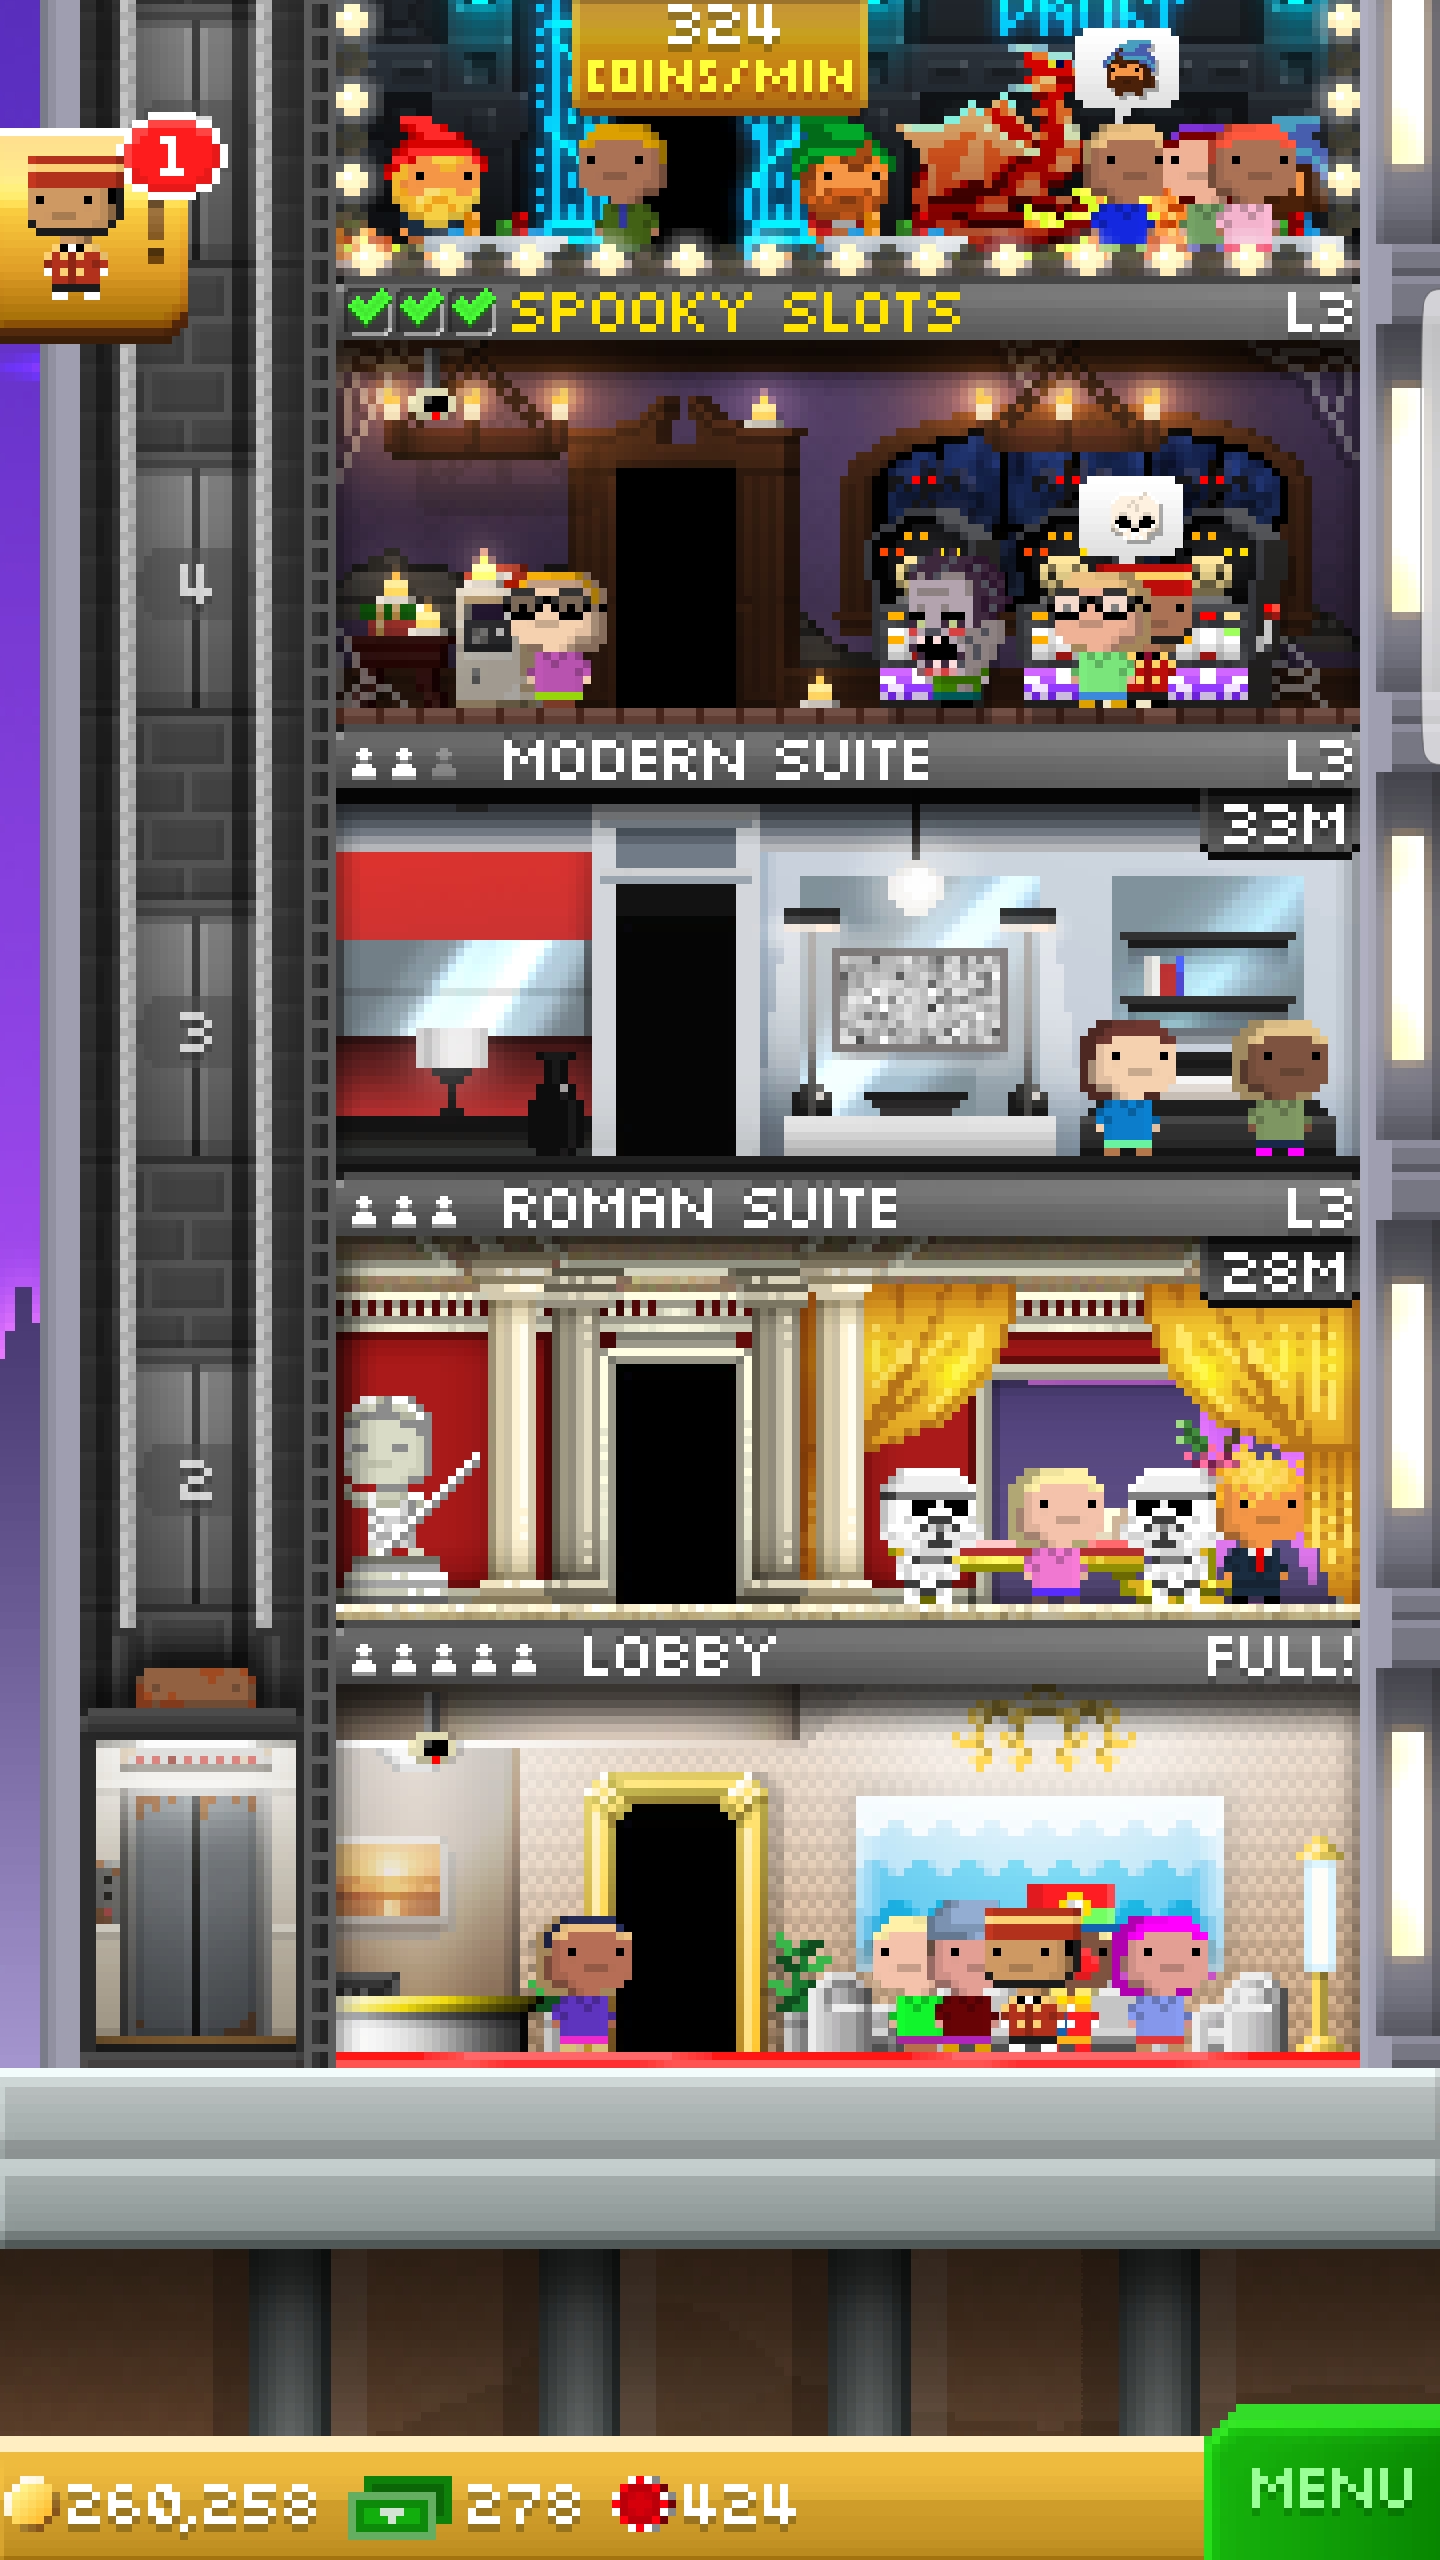 324
COINS/MIN
1
SPOOKY SLOTS L3
4
MODERN SUITE L3
33M
3
ROMAN SUITE L3
28M
2
LOBBY FULL!
260,258 278 424
MENU